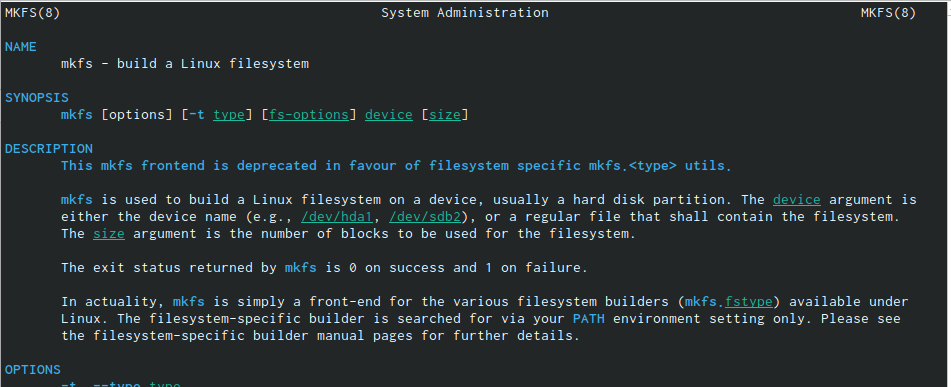 MKFS(8) System Administration MKFS(8)
NAME
mkfs - build a Linux filesystem
SYNOPSIS
mkfs [options] [-t type] [fs-options] device [size]
DESCRIPTION
This mkfs frontend is deprecated in favour of filesystem specific mkfs.<type> utils.
mkfs is used to build a Linux filesystem on a device, usually a hard disk partition. The device argument is
either the device name (e.g., /dev/hda1, /dev/sdb2), or a regular file that shall contain the filesystem.
The size argument is the number of blocks to be used for the filesystem.
The exit status returned by mkfs is 0 on success and 1 on failure.
In actuality, mkfs is simply a front-end for the various filesystem builders (mkfs.fstype) available under
Linux. The filesystem-specific builder is searched for via your PATH environment setting only. Please see
the filesystem-specific builder manual pages for further details.
OPTIONS
-t, --type type